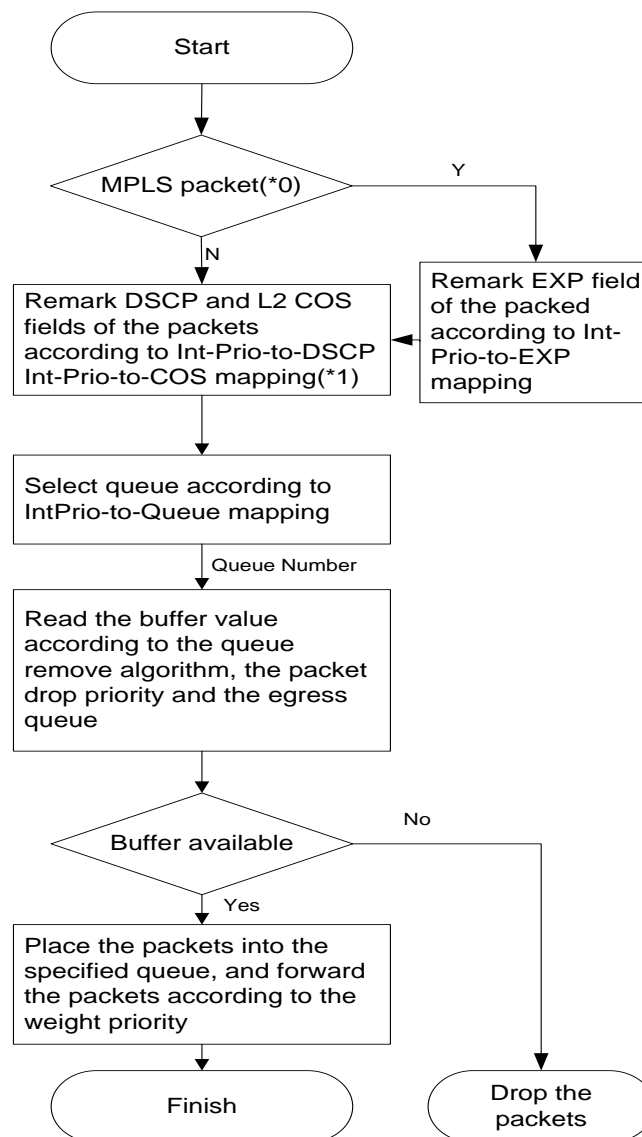 Start
MPLS packet(*0)
Y
N
Remark DSCP and L2 COS
fields of the packets
according to Int-Prio-to-DSCP
Int-Prio-to-COS mapping(*1)
Remark EXP field
of the packed
according to Int-
Prio-to-EXP
mapping
Select queue according to
IntPrio-to-Queue mapping
Queue Number
Read the buffer value
according to the queue
remove algorithm, the packet
drop priority and the egress
queue
Buffer available
No
Yes
Place the packets into the
specified queue, and forward
the packets according to the
weight priority
Finish
Drop the
packets